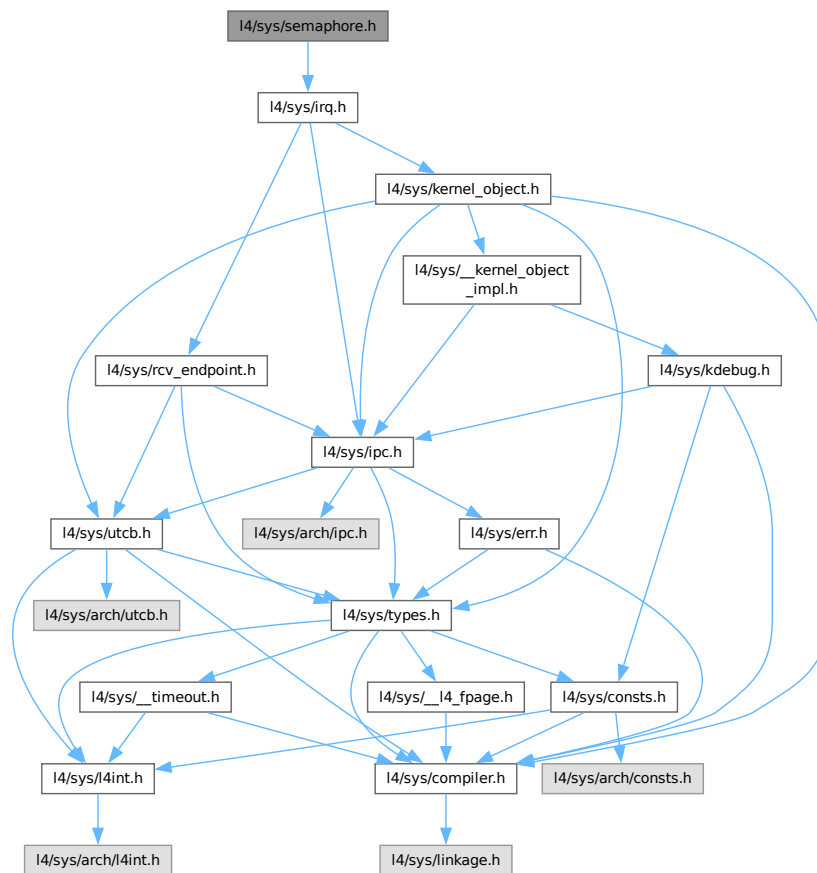 l4/sys/semaphore.h
l4/sys/irq.h
l4/sys/kernel_object.h
l4/sys/__kernel_object
_impl.h
l4/sys/rcv_endpoint.h
l4/sys/kdebug.h
l4/sys/ipc.h
l4/sys/utcb.h
l4/sys/arch/ipc.h
l4/sys/err.h
l4/sys/arch/utcb.h
l4/sys/types.h
l4/sys/__timeout.h
l4/sys/__l4_fpage.h
l4/sys/consts.h
l4/sys/l4int.h
l4/sys/compiler.h
l4/sys/arch/consts.h
l4/sys/arch/l4int.h
l4/sys/linkage.h